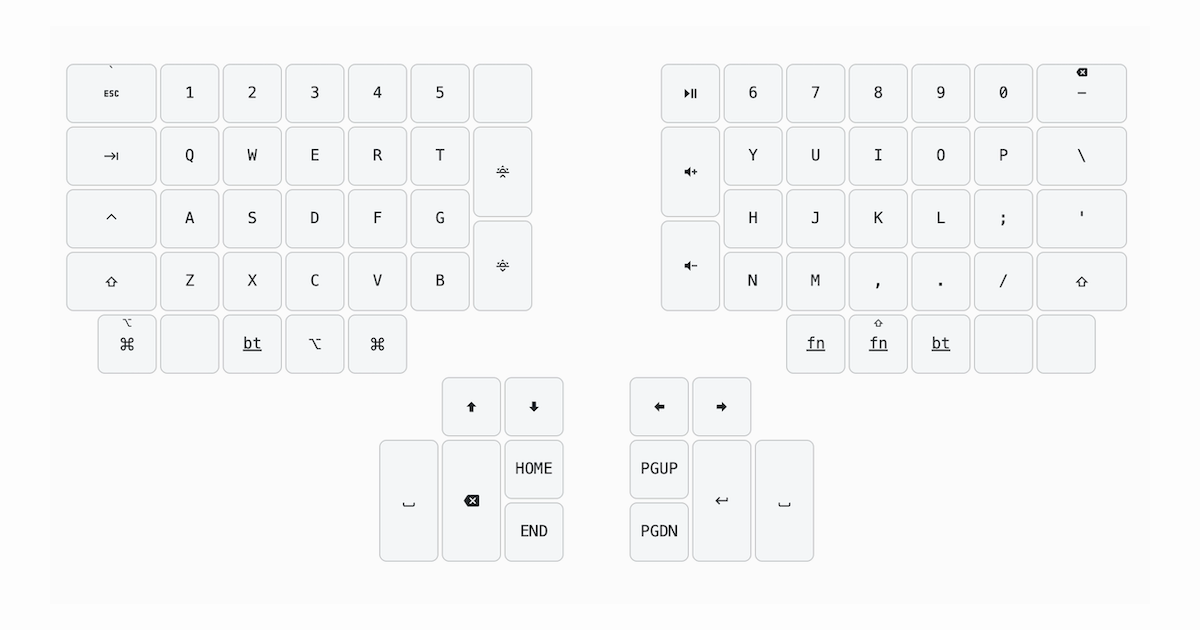 ` ⌫
ESC 1 2 3 4 5 ⏯ 6 7 8 9 0 –
⇥ Q W E R T Y U I O P \
^ A S D F G H J K L ; '
⇧ Z X C V B N M , . / ⇧
⌥ ⇧
⌘ bt ⌥ ⌘ fn fn bt
↑ ↓ ← →
HOME PGUP
⌫ ↵
END PGDN